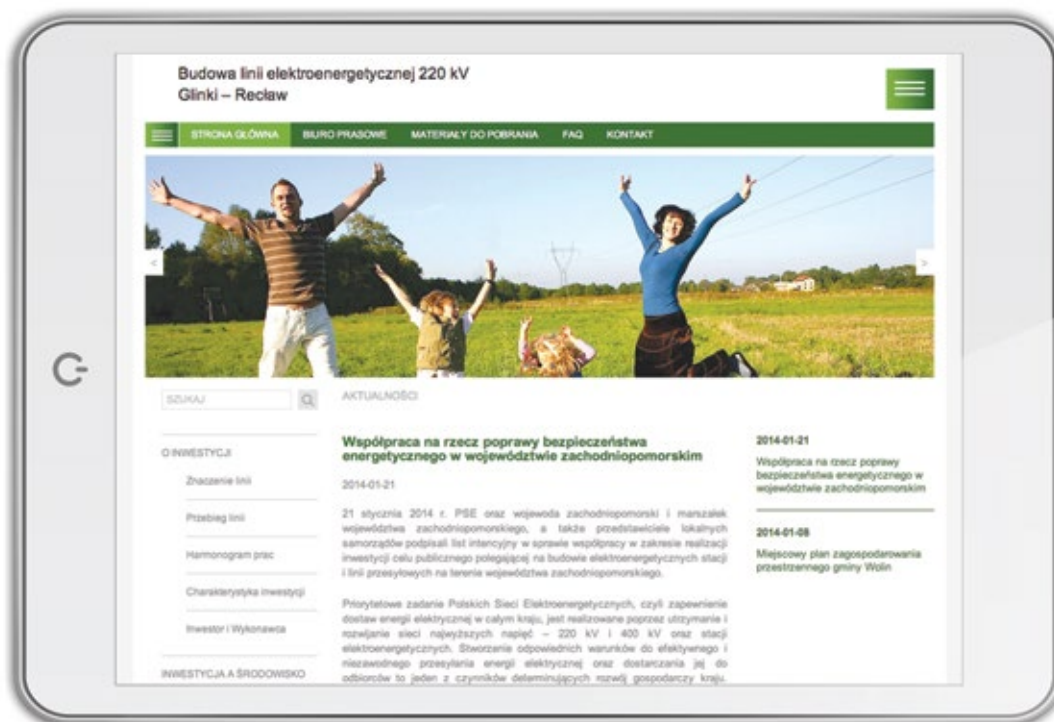 Budowa linii elektroenergetycznej 220 kV
Glinki – Recław
STRONA GŁÓWNA BIURO PRASOWE MATERIAŁY DO POBRANIA FAQ KONTAKT
< >
SZUKAJ
O INWESTYCJI
Znaczenie linii
Przebieg linii
Harmonogram prac
Charakterystyka inwestycji
Inwestor i Wykonawca
INWESTYCJA A ŚRODOWISKO
AKTUALNOŚCI
Współpraca na rzecz poprawy bezpieczeństwa
energetycznego w województwie zachodniopomorskim
2014-01-21
21 stycznia 2014 r. PSE oraz wojewoda zachodniopomorski i marszałek
województwa zachodniopomorskiego, a także przedstawiciele lokalnych
samorządów podpisali list intencyjny w sprawie współpracy w zakresie realizacji
inwestycji celu publicznego polegającej na budowie elektroenergetycznych stacji
i linii przesyłowych na terenie województwa zachodniopomorskiego.
Priorytetowe zadanie Polskich Sieci Elektroenergetycznych, czyli zapewnienie
dostaw energii elektrycznej w całym kraju, jest realizowane poprzez utrzymanie i
rozwijanie sieci najwyższych napięć – 220 kV i 400 kV oraz stacji
elektroenergetycznych. Stworzenie odpowiednich warunków do efektywnego i
niezawodnego przesyłania energii elektrycznej oraz dostarczania jej do
odbiorców to jeden z czynników determinujących rozwój gospodarczy kraju.
2014-01-21
Współpraca na rzecz poprawy
bezpieczeństwa energetycznego w
województwie zachodniopomorskim
2014-01-08
Miejscowy plan zagospodarowania
przestrzennego gminy Wolin